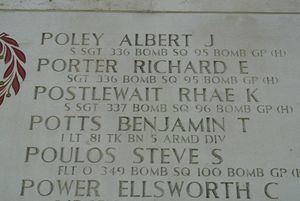 POLEY ALBERT J
S SGT 336 BOMB SQ 95 BOMB GP (H)
PORTER RICHARD E
SGT 336 BOMB SQ 95 BOMB GP (H)
POSTLEWAIT RHAE K
S SGT 337 BOMB SQ 96 BOMB GP (H)
POTTS BENJAMIN T
1 LT 81 TK BN 5 ARMD DIV
POULOS STEVE S
FLT O 349 BOMB SQ 100 BOMB GP (H)
POWER ELLSWORTH C